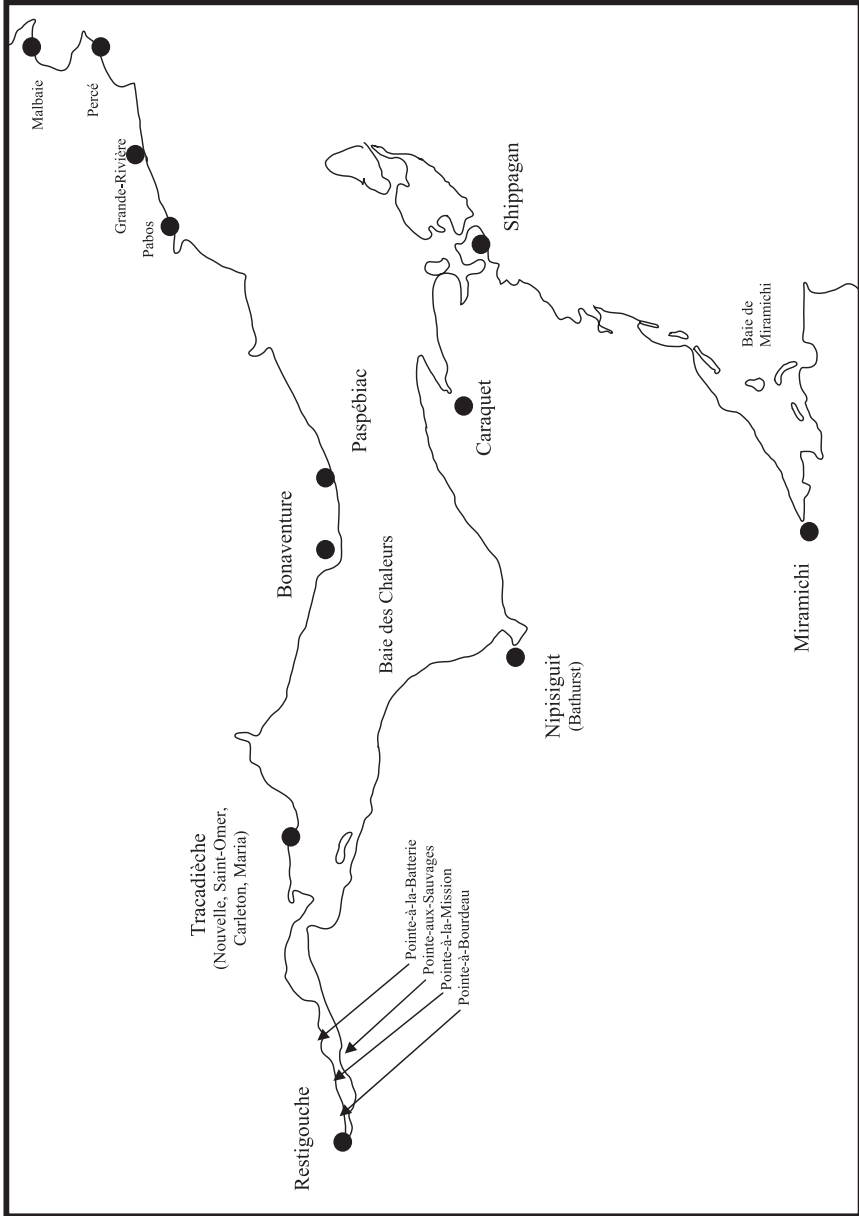 Malbaie
Percé
Grande-Rivière
Pabos
Shippagan
Baie de
Miramichi
Paspébiac
Caraquet
Bonaventure
Baie des Chaleurs
Miramichi
Nipisiguit
(Bathurst)
Tracadièche
(Nouvelle, Saint-Omer,
Carleton, Maria)
Pointe-à-la-Batterie
Pointe-aux-Sauvages
Pointe-à-la-Mission
Pointe-à-Bourdeau
Restigouche